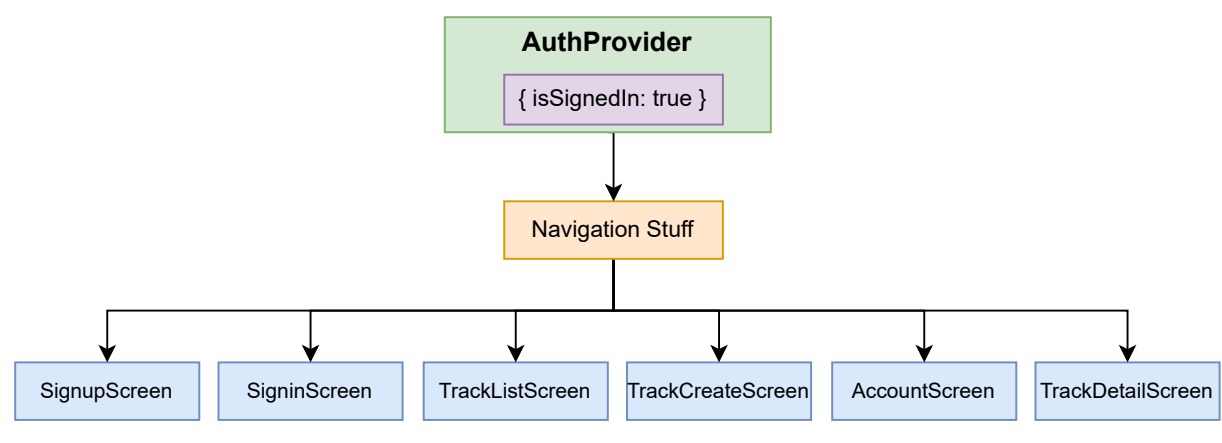 AuthProvider
{ isSignedIn: true }
Navigation Stuff
SignupScreen
SigninScreen
TrackListScreen
TrackCreateScreen
AccountScreen
TrackDetailScreen